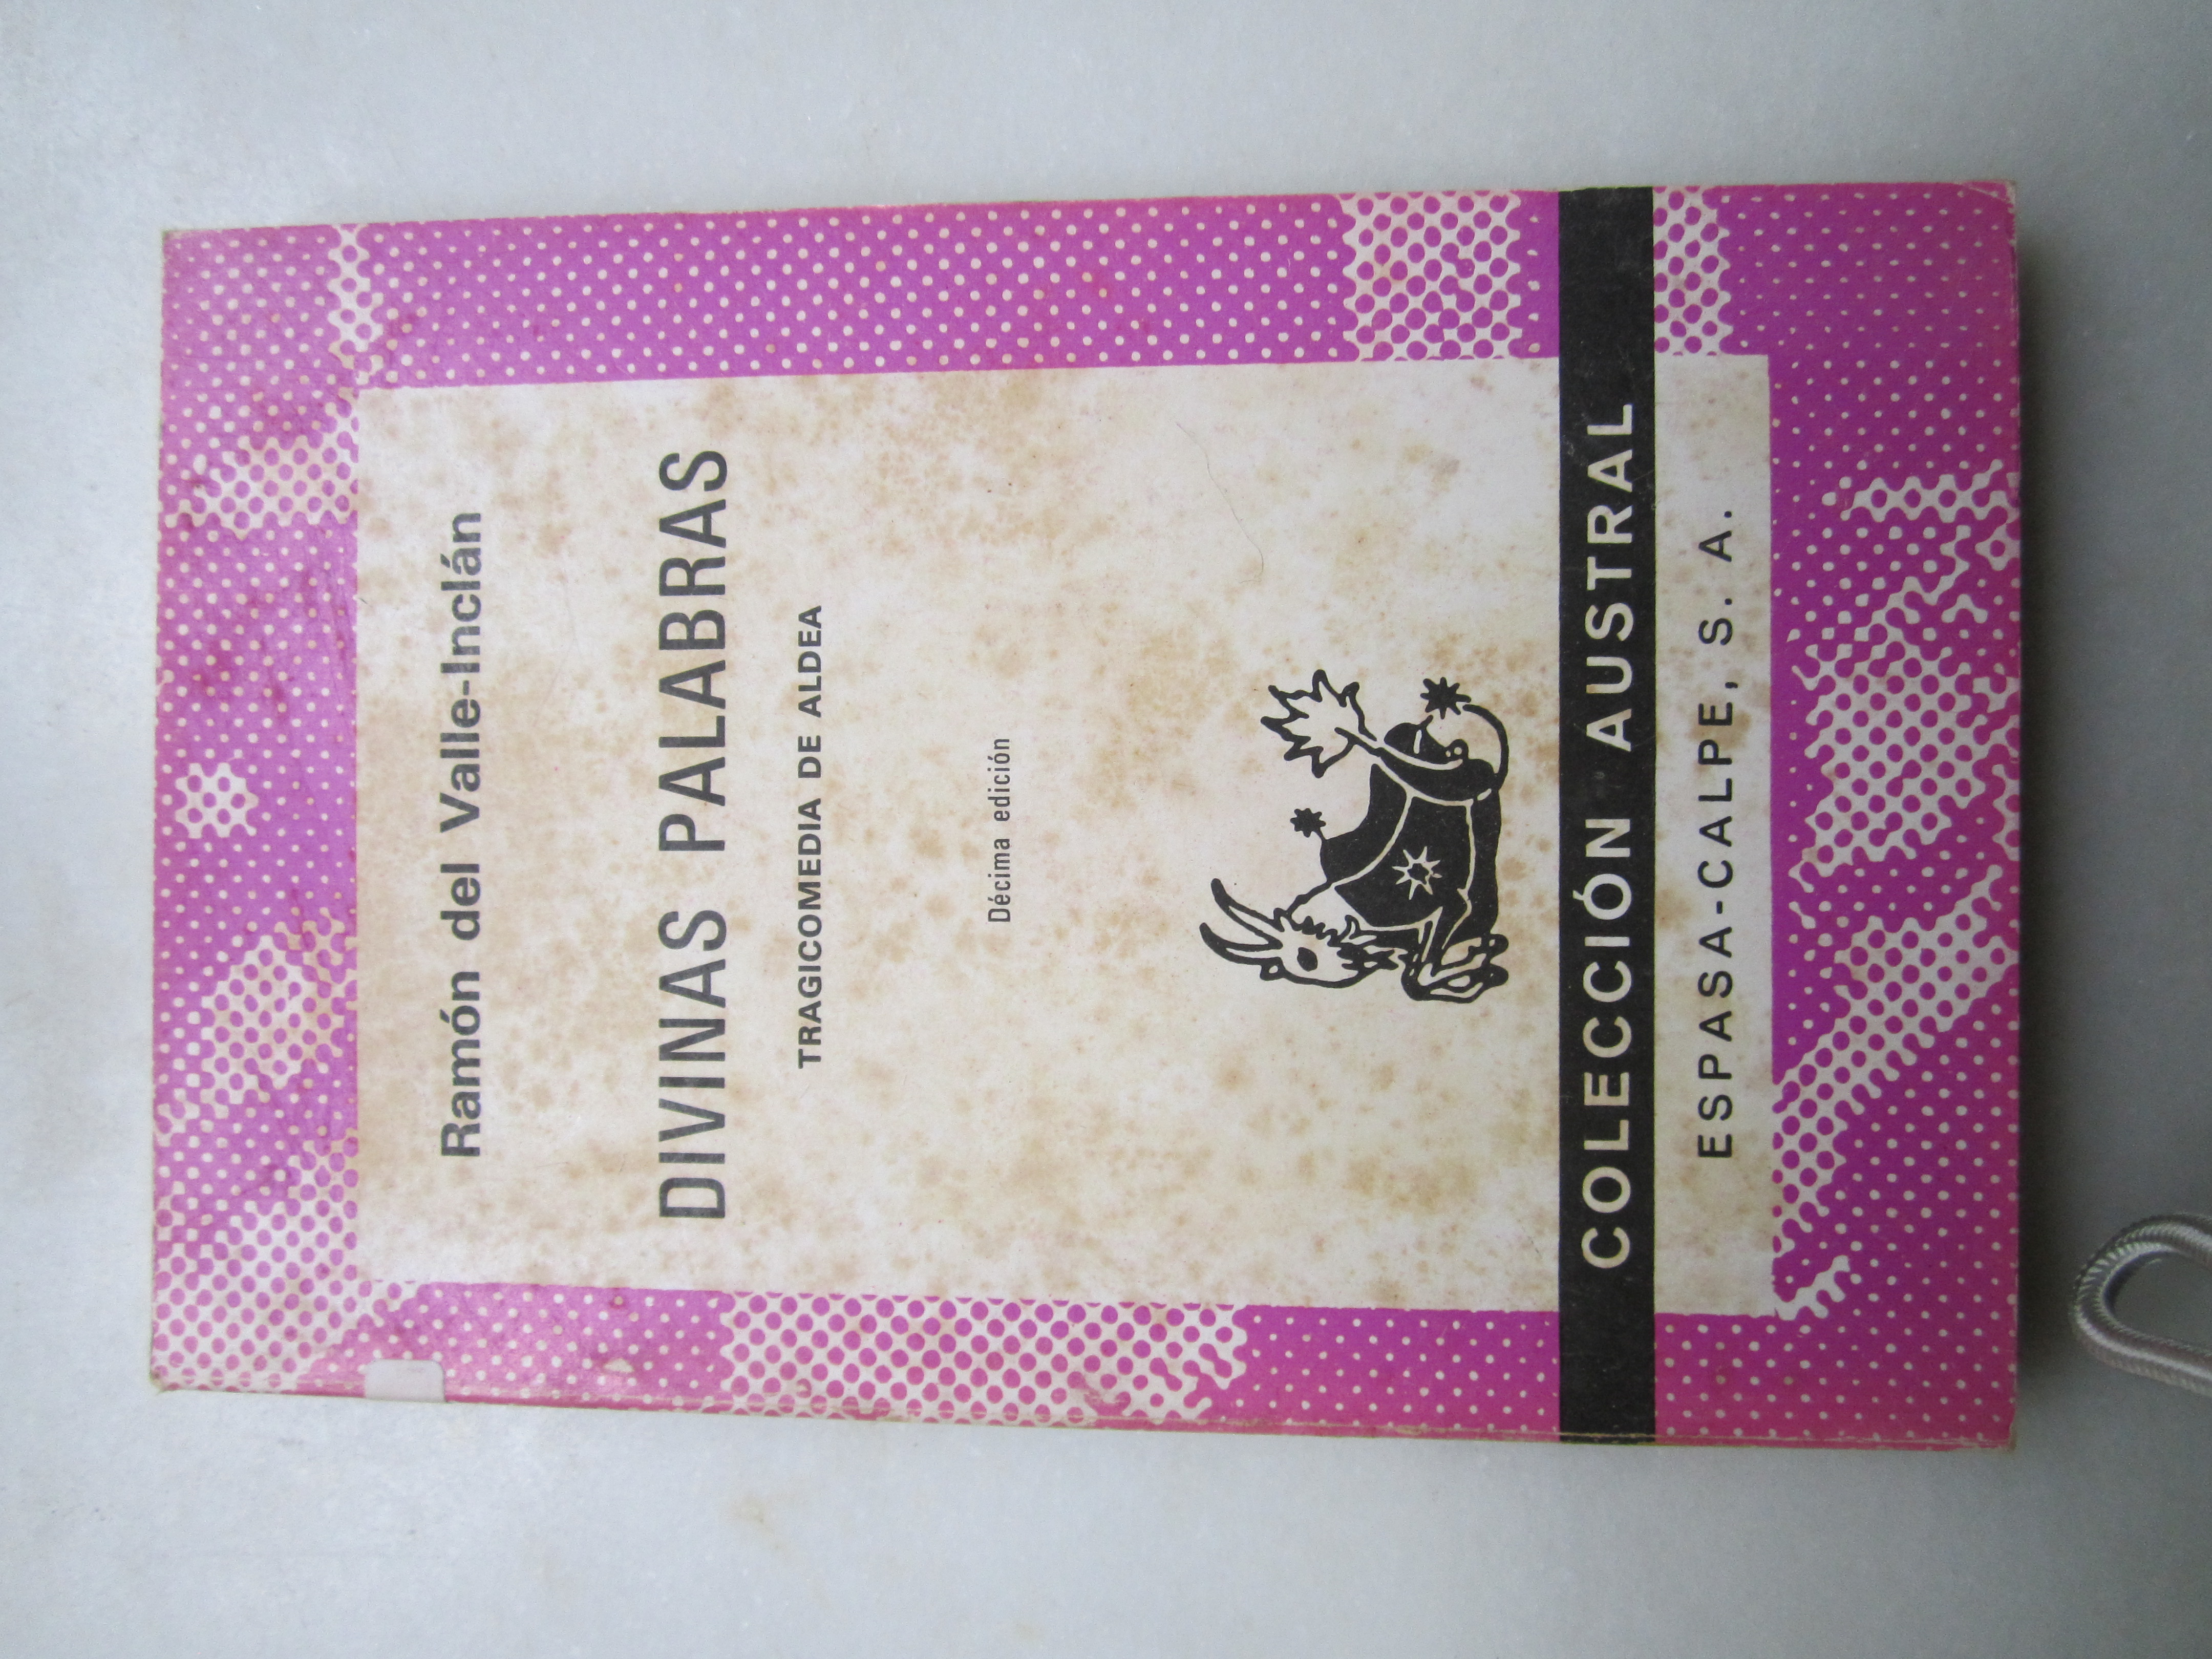 Ramón del Valle-Inclán
DIVINAS PALABRAS
TRAGICOMEDIA DE ALDEA
Décima edición
COLECCIÓN AUSTRAL
ESPASA-CALPE, S. A.